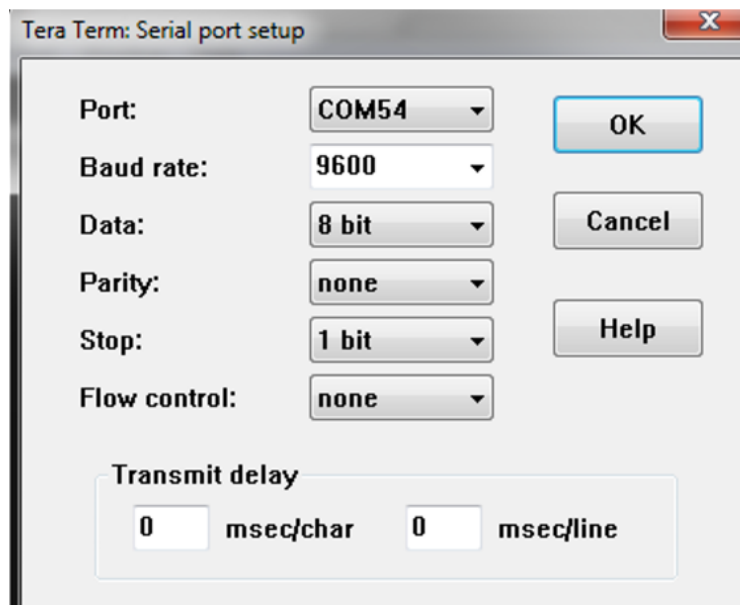 Tera Term: Serial port setup
Port: COM54 OK
Baud rate: 9600
Data: 8 bit Cancel
Parity: none
Stop: 1 bit Help
Flow control: none
Transmit delay
0 msec/char 0 msec/line